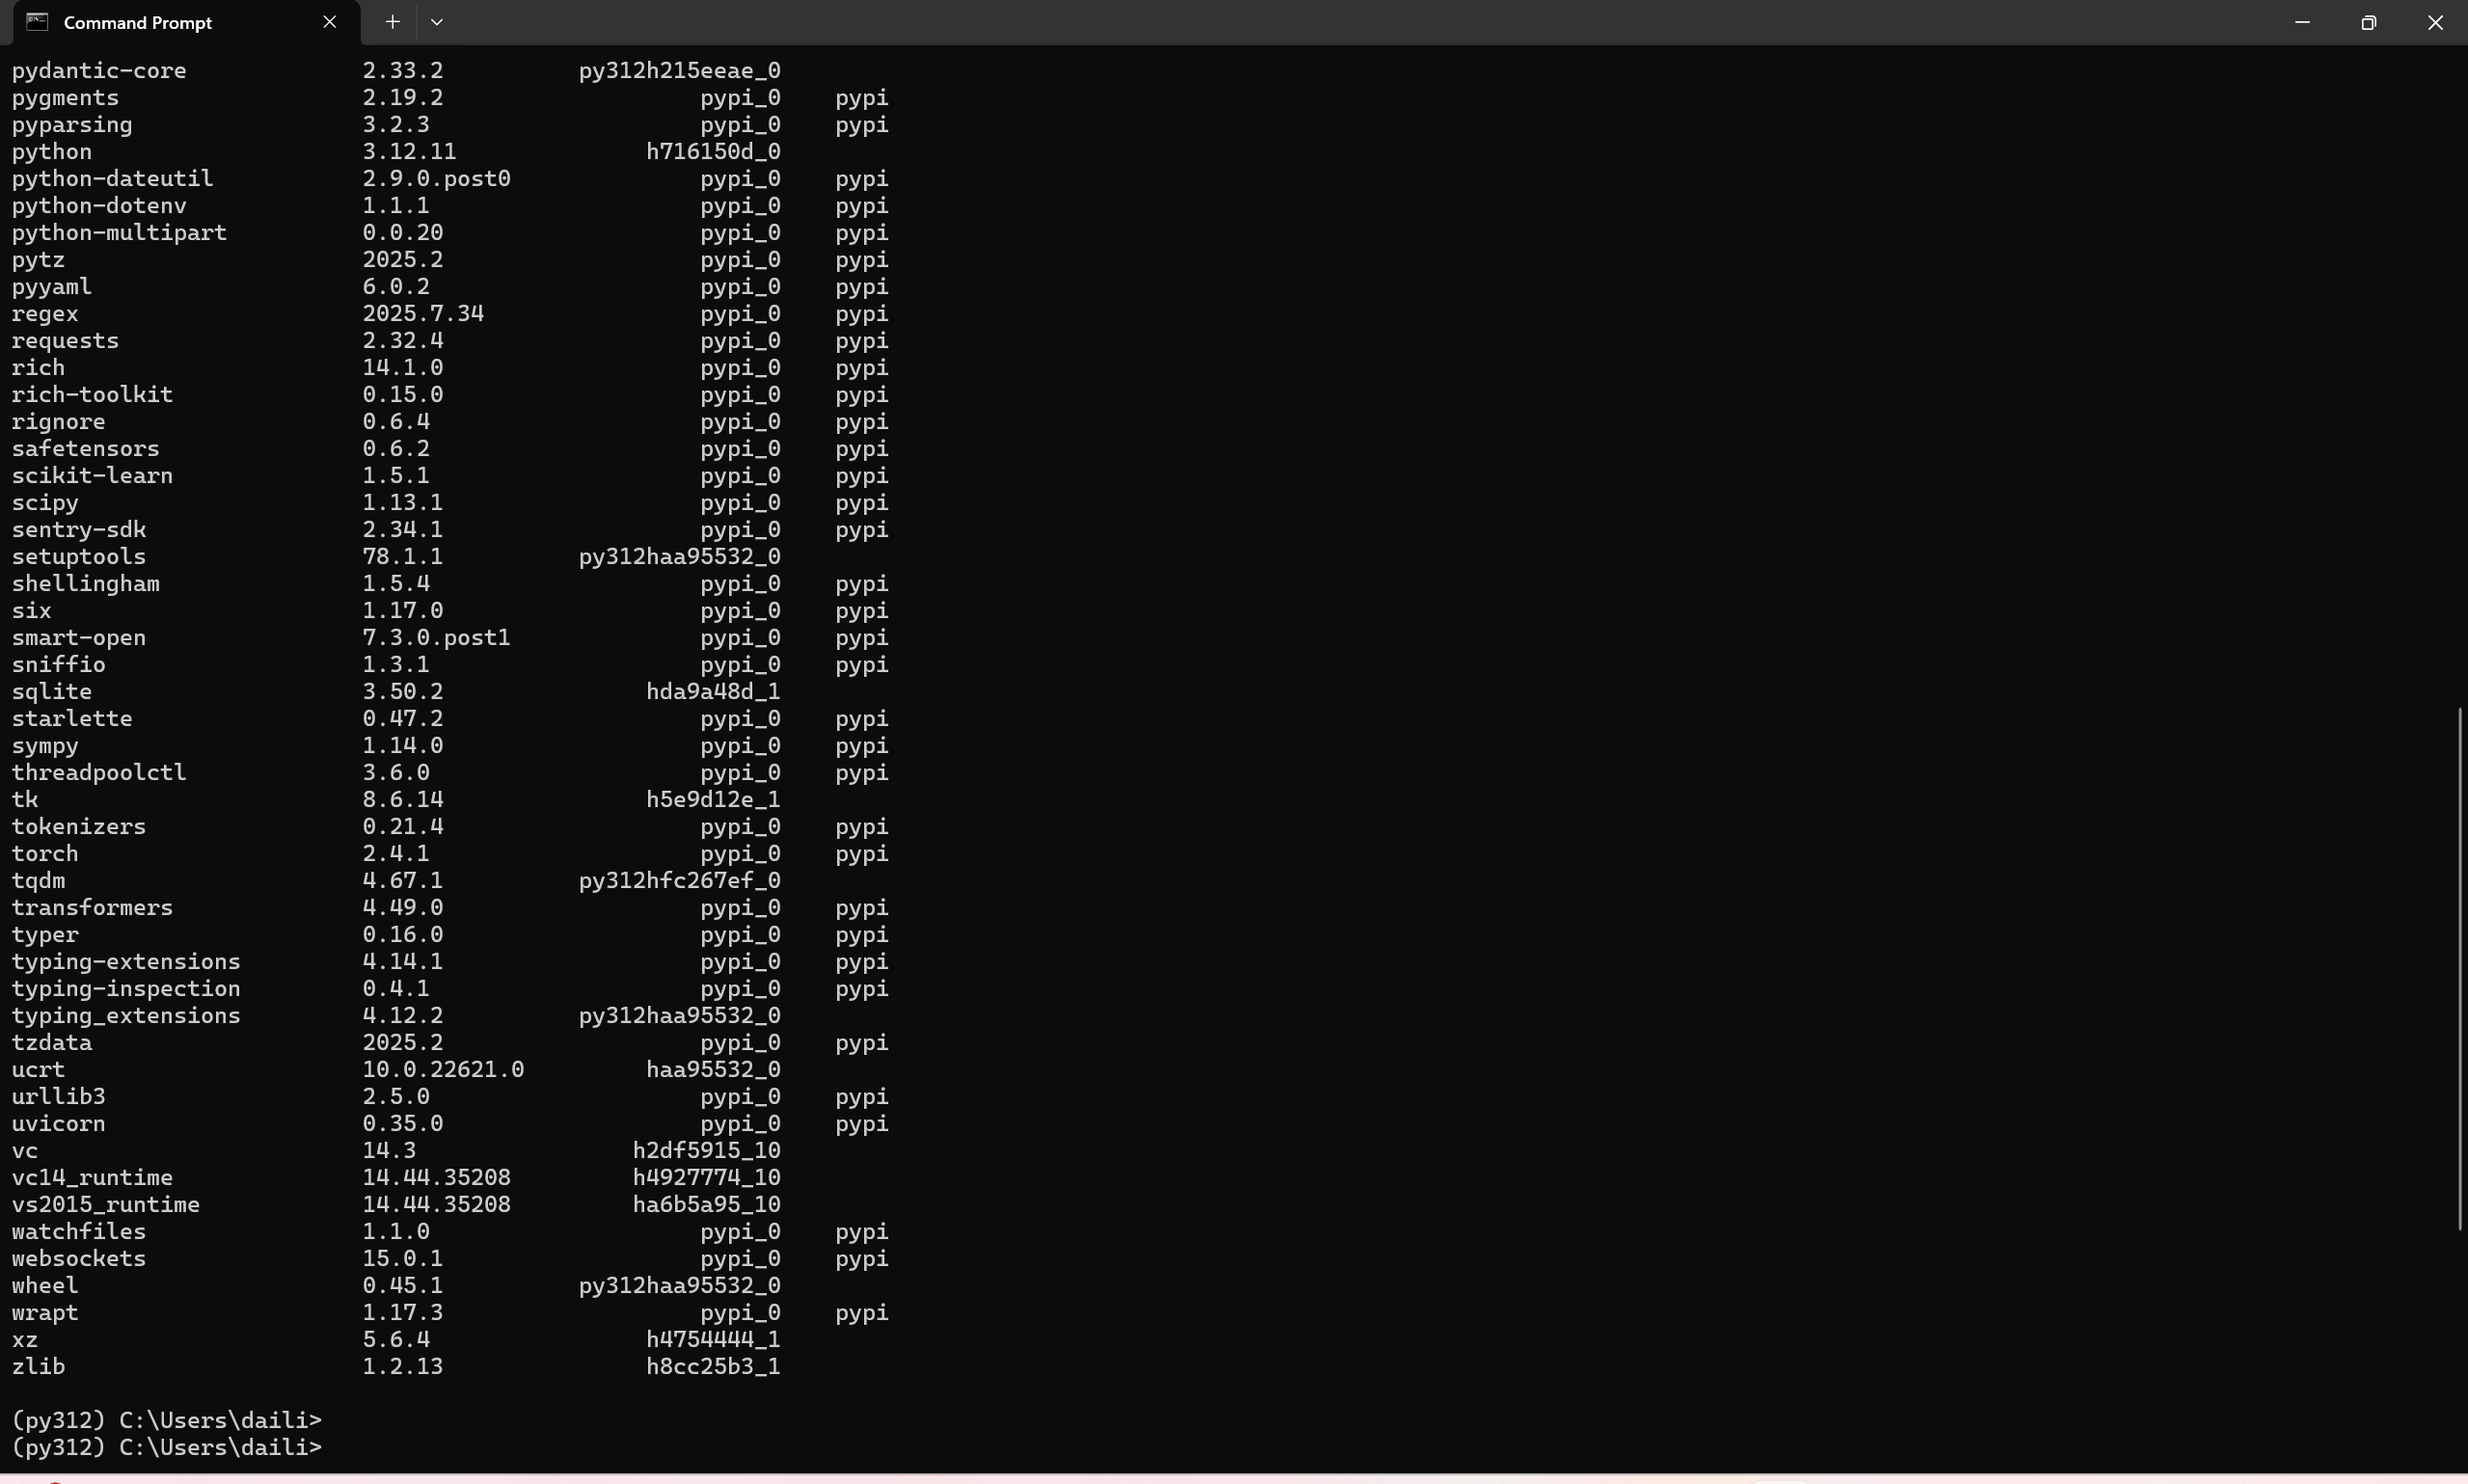 Command Prompt
pydantic-core 2.33.2 py312h215eeae_0
pygments 2.19.2 pypi_0 pypi
pyparsing 3.2.3 pypi_0 pypi
python 3.12.11 h716150d_0
python-dateutil 2.9.0.post0 pypi_0 pypi
python-dotenv 1.1.1 pypi_0 pypi
python-multipart 0.0.20 pypi_0 pypi
pytz 2025.2 pypi_0 pypi
pyyaml 6.0.2 pypi_0 pypi
regex 2025.7.34 pypi_0 pypi
requests 2.32.4 pypi_0 pypi
rich 14.1.0 pypi_0 pypi
rich-toolkit 0.15.0 pypi_0 pypi
rignore 0.6.4 pypi_0 pypi
safetensors 0.6.2 pypi_0 pypi
scikit-learn 1.5.1 pypi_0 pypi
scipy 1.13.1 pypi_0 pypi
sentry-sdk 2.34.1 pypi_0 pypi
setuptools 78.1.1 py312haa95532_0
shellingham 1.5.4 pypi_0 pypi
six 1.17.0 pypi_0 pypi
smart-open 7.3.0.post1 pypi_0 pypi
sniffio 1.3.1 pypi_0 pypi
sqlite 3.50.2 hda9a48d_1
starlette 0.47.2 pypi_0 pypi
sympy 1.14.0 pypi_0 pypi
threadpoolctl 3.6.0 pypi_0 pypi
tk 8.6.14 h5e9d12e_1
tokenizers 0.21.4 pypi_0 pypi
torch 2.4.1 pypi_0 pypi
tqdm 4.67.1 py312hfc267ef_0
transformers 4.49.0 pypi_0 pypi
typer 0.16.0 pypi_0 pypi
typing-extensions 4.14.1 pypi_0 pypi
typing-inspection 0.4.1 pypi_0 pypi
typing_extensions 4.12.2 py312haa95532_0
tzdata 2025.2 pypi_0 pypi
ucrt 10.0.22621.0 haa95532_0
urllib3 2.5.0 pypi_0 pypi
uvicorn 0.35.0 pypi_0 pypi
vc 14.3 h2df5915_10
vc14_runtime 14.44.35208 h4927774_10
vs2015_runtime 14.44.35208 ha6b5a95_10
watchfiles 1.1.0 pypi_0 pypi
websockets 15.0.1 pypi_0 pypi
wheel 0.45.1 py312haa95532_0
wrapt 1.17.3 pypi_0 pypi
xz 5.6.4 h4754444_1
zlib 1.2.13 h8cc25b3_1
(py312) C:\Users\daili>
(py312) C:\Users\daili>